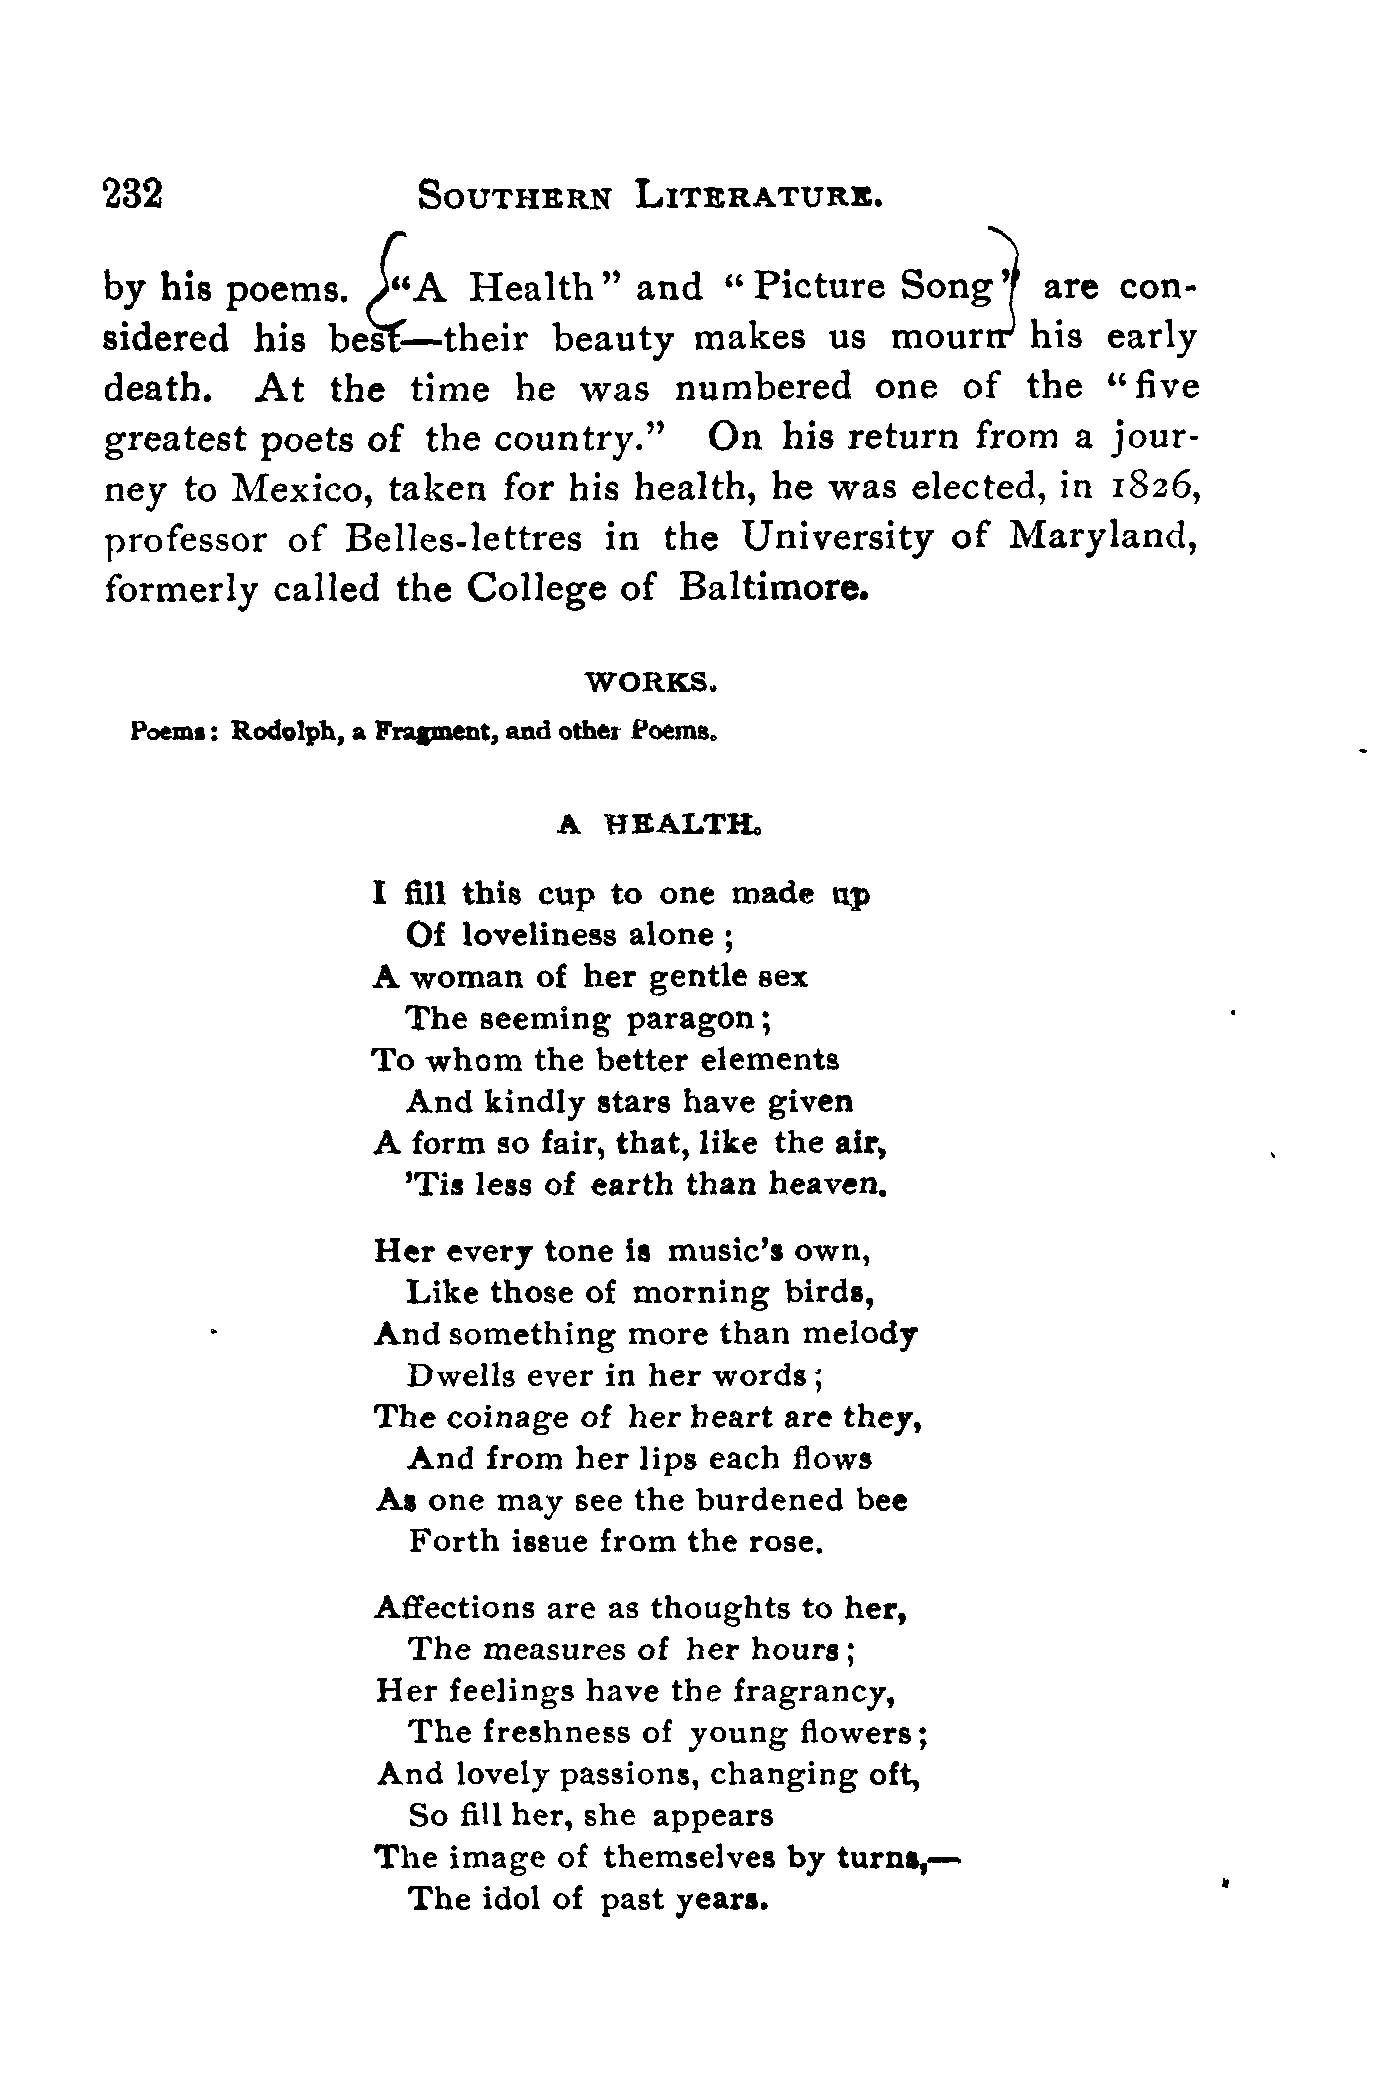 232 SOUTHERN LITERATURE.
by his poems. "A Health" and "Picture Song" are con-
sidered his best—their beauty makes us mourn his early
death. At the time he was numbered one of the "five
greatest poets of the country." On his return from a jour-
ney to Mexico, taken for his health, he was elected, in 1826,
professor of Belles-lettres in the University of Maryland,
formerly called the College of Baltimore.
WORKS.
Poems: Rodolph, a Fragment, and other Poems.
A HEALTH.
I fill this cup to one made up
Of loveliness alone;
A woman of her gentle sex
The seeming paragon;
To whom the better elements
And kindly stars have given
A form so fair, that, like the air,
'Tis less of earth than heaven.
Her every tone is music's own,
Like those of morning birds,
And something more than melody
Dwells ever in her words;
The coinage of her heart are they,
And from her lips each flows
As one may see the burdened bee
Forth issue from the rose.
Affections are as thoughts to her,
The measures of her hours;
Her feelings have the fragrancy,
The freshness of young flowers;
And lovely passions, changing oft,
So fill her, she appears
The image of themselves by turns,—
The idol of past years.